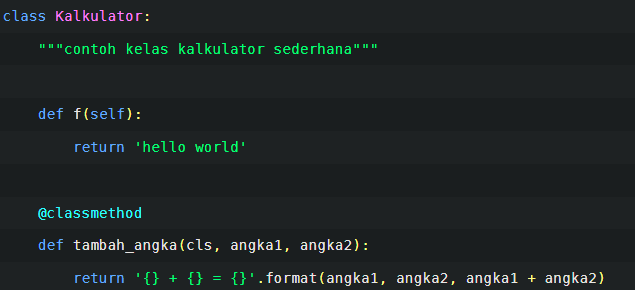 class Kalkulator:
    """contoh kelas kalkulator sederhana"""
    def f(self):
        return 'hello world'
    @classmethod
    def tambah_angka(cls, angka1, angka2):
        return '{} + {} = {}'.format(angka1, angka2, angka1 + angka2)